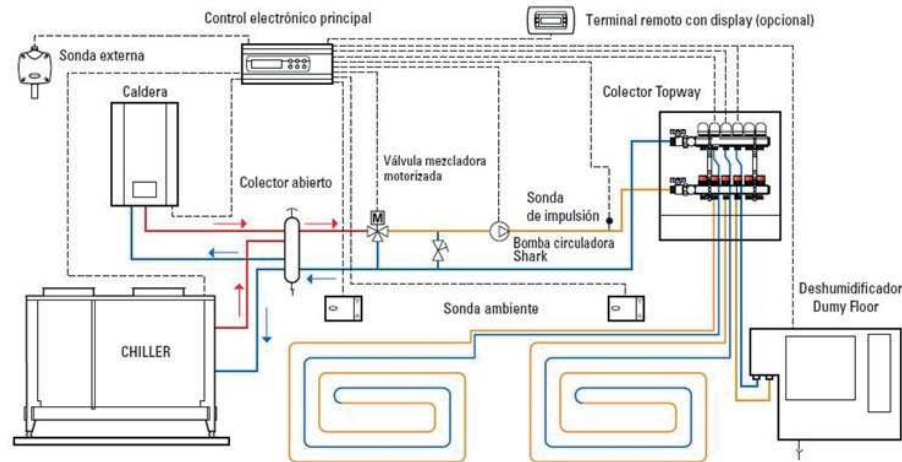 Control electrónico principal
Terminal remoto con display (opcional)
Sonda externa
Caldera
Colector Topway
Válvula mezcladora
motorizada
Colector abierto
M
Sonda
de impulsión
Bomba circuladora
Shark
Deshumidificador
Dumy Floor
Sonda ambiente
CHILLER